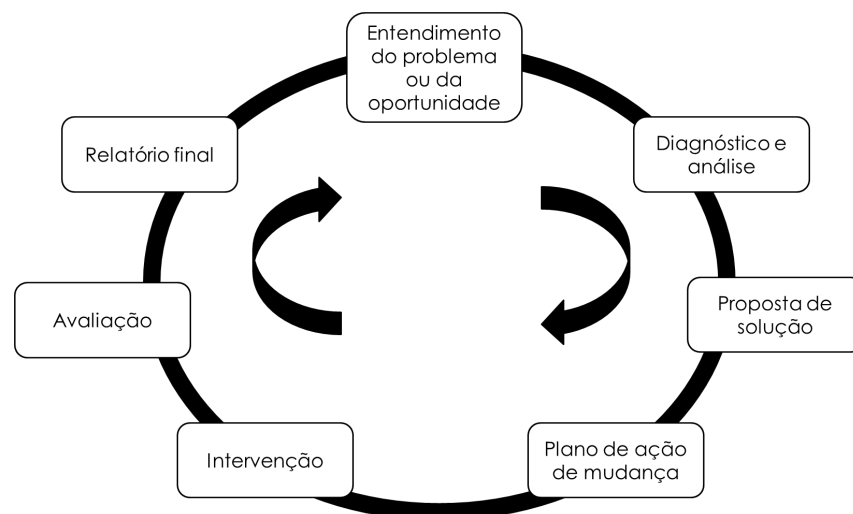 Entendimento
do problema
ou da
oportunidade
Diagnóstico e
análise
Proposta de
solução
Plano de ação
de mudança
Intervenção
Avaliação
Relatório final